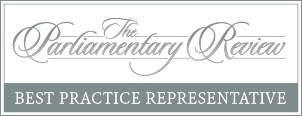 The
Parliamentary Review
BEST PRACTICE REPRESENTATIVE